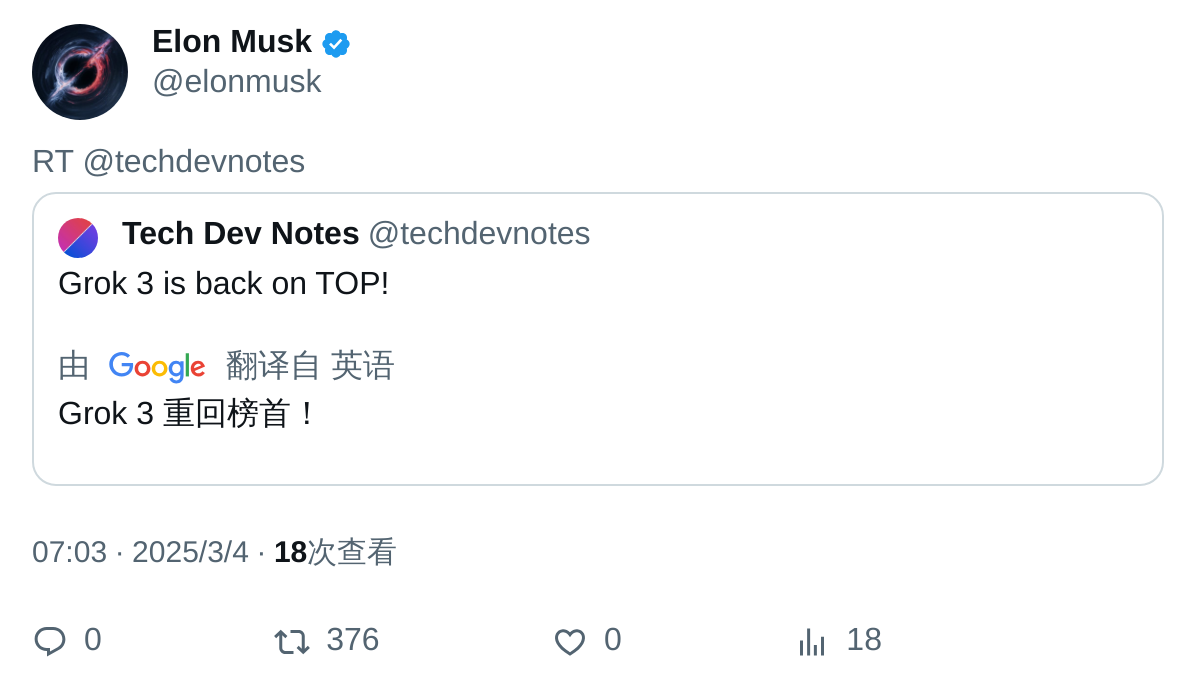 Elon Musk
@elonmusk
RT @techdevnotes
Tech Dev Notes @techdevnotes
Grok 3 is back on TOP!
由 Google 翻译自 英语
Grok 3 重回榜首！
07:03 · 2025/3/4 · 18次查看
0 376 0 18